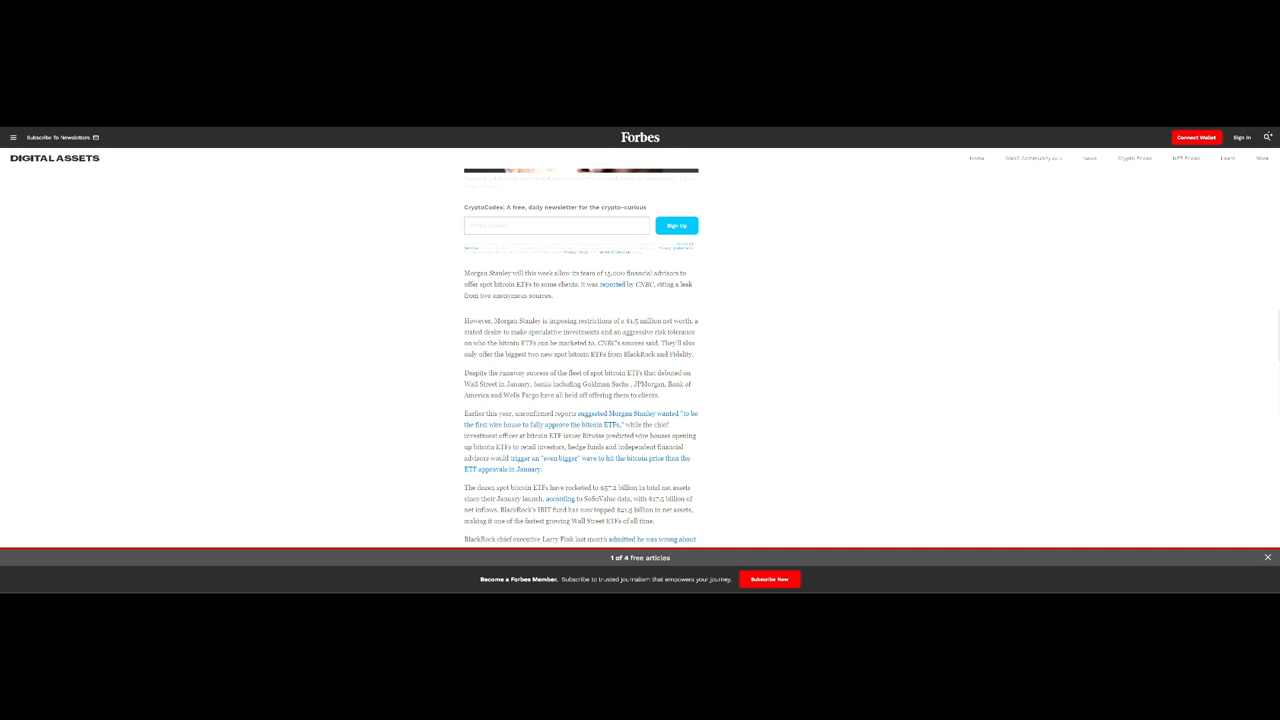 Subscribe To Newsletters
Forbes
Connect Wallet
Sign In
DIGITAL ASSETS
Home
Web3 Community
News
Crypto Prices
NFT Prices
Learn
More
CryptoCodex: A free, daily newsletter for the crypto-curious
Email address
Sign Up
Terms of
Service
Privacy Statement
Privacy Policy
Terms of Service
Morgan Stanley will this week allow its team of 15,000 financial advisors to
offer spot bitcoin ETFs to some clients, it was reported by CNBC, citing a leak
from two anonymous sources.
However, Morgan Stanley is imposing restrictions of a $1.5 million net worth, a
stated desire to make speculative investments and an aggressive risk tolerance
on who the bitcoin ETFs can be marketed to, CNBC's sources said. They'll also
only offer the biggest two new spot bitcoin ETFs from BlackRock and Fidelity.
Despite the runaway success of the fleet of spot bitcoin ETFs that debuted on
Wall Street in January, banks including Goldman Sachs , JPMorgan, Bank of
America and Wells Fargo have all held off offering them to clients.
Earlier this year, unconfirmed reports suggested Morgan Stanley wanted "to be
the first wire house to fully approve the bitcoin ETFs," while the chief
investment officer at bitcoin ETF issuer Bitwise predicted wire houses opening
up bitcoin ETFs to retail investors, hedge funds and independent financial
advisors would trigger an "even bigger" wave to hit the bitcoin price than the
ETF approvals in January.
The dozen spot bitcoin ETFs have rocketed to $57.2 billion in total net assets
since their January launch, according to SoSoValue data, with $17.5 billion of
net inflows. BlackRock's IBIT fund has now topped $21.4 billion in net assets,
making it one of the fastest growing Wall Street ETFs of all time.
BlackRock chief executive Larry Fink last month admitted he was wrong about
1 of 4 free articles
Become a Forbes Member. Subscribe to trusted journalism that empowers your journey.
Subscribe Now